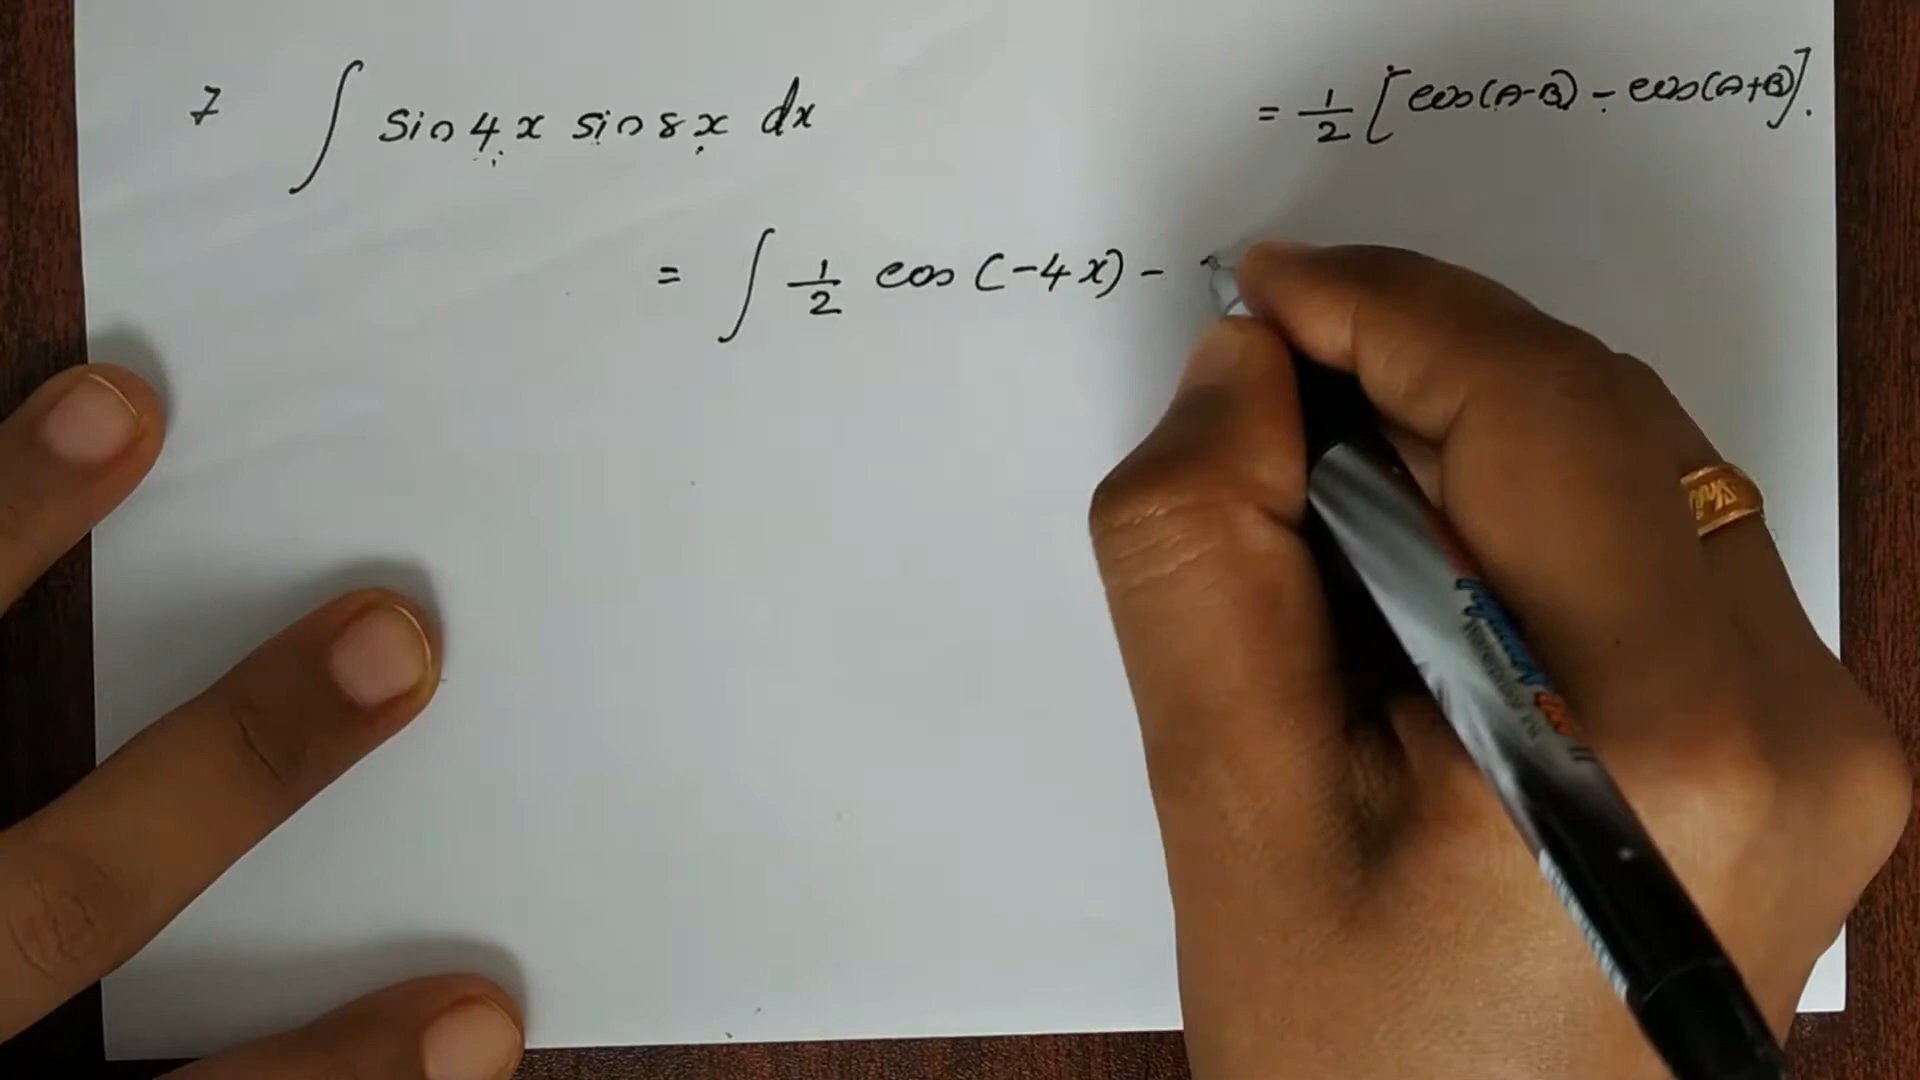 7 ∫ sin 4x sin 8x dx = 1/2 [cos(A-B) - cos(A+B)].
= ∫ 1/2 cos (-4x) -